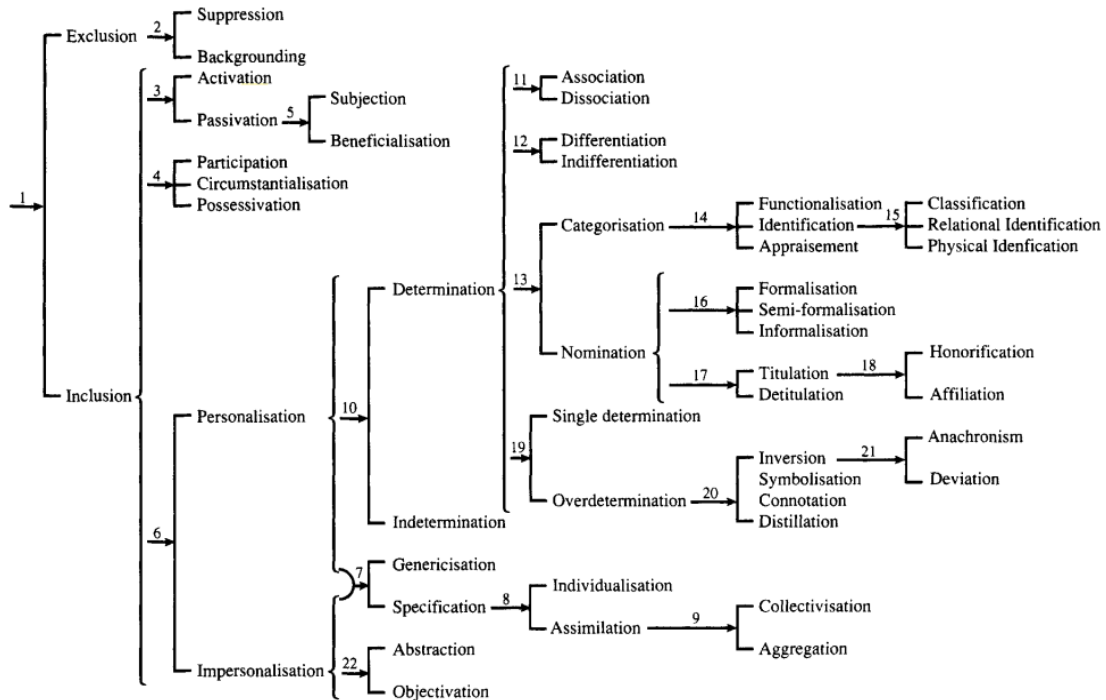 Suppression
Exclusion 2
Backgrounding
Activation
3
Passivation 5 Subjection
Beneficialisation
Participation
4 Circumstantialisation
Possessivation
1
Inclusion
11 Association
Dissociation
12 Differentiation
Indifferentiation
Categorisation 14 Functionalisation
Identification 15 Classification
Appraisement Relational Identification
Physical Idenfication
Determination 13
16 Formalisation
Semi-formalisation
Informalisation
Nomination
17 Titulation 18 Honorification
Detitulation Affiliation
Personalisation 10
Single determination
19
Overdetermination 20 Inversion 21 Anachronism
Symbolisation Deviation
Connotation
Distillation
Indetermination
6
7 Genericisation
Specification 8 Individualisation
Assimilation 9 Collectivisation
Aggregation
Impersonalisation 22 Abstraction
Objectivation